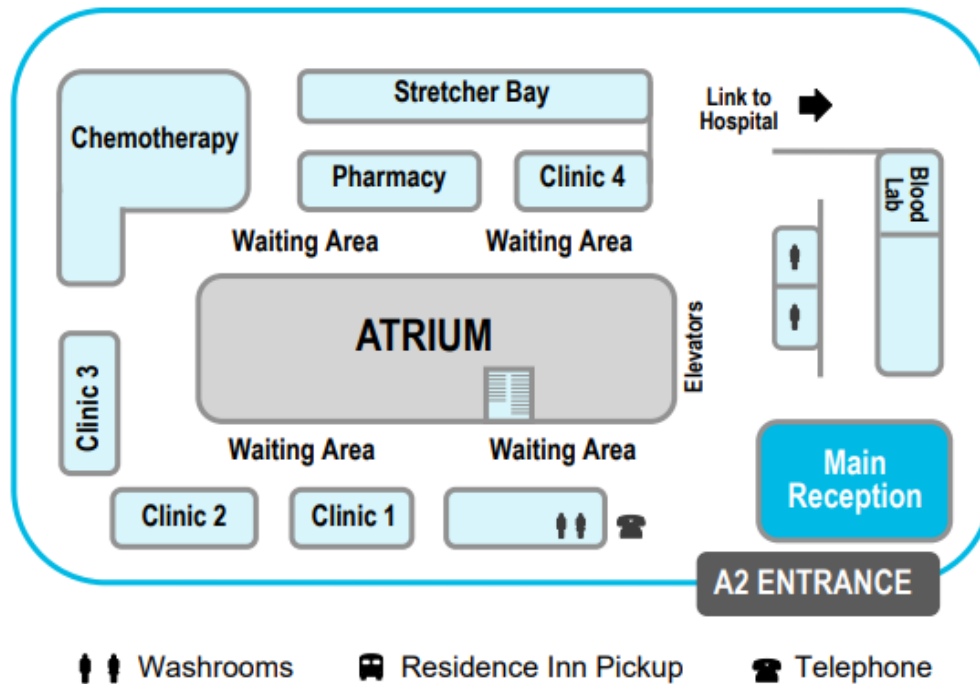 Stretcher Bay
Link to
Hospital
Chemotherapy
Pharmacy
Clinic 4
Blood
Lab
Waiting Area
Waiting Area
ATRIUM
Elevators
Clinic 3
Waiting Area
Waiting Area
Main
Reception
Clinic 2
Clinic 1
A2 ENTRANCE
Washrooms
Residence Inn Pickup
Telephone